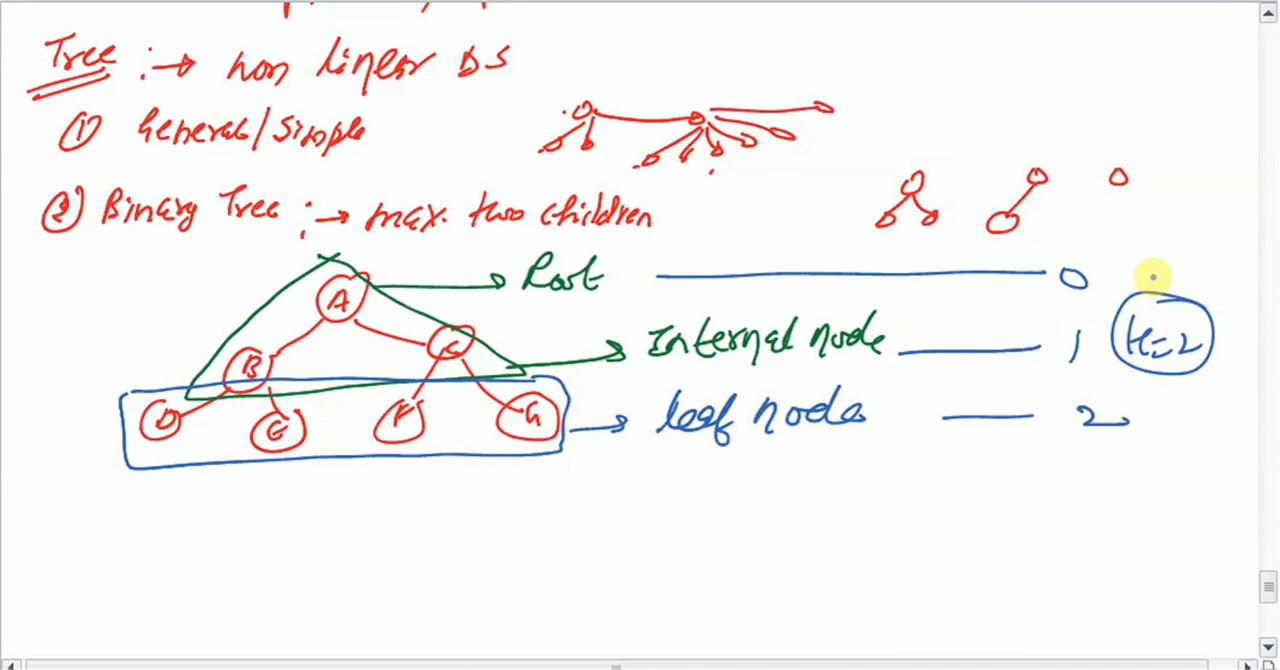 Tree :→ non linear DS
① General/Simple
② Binary Tree :→ max. two children
A → Root 0
B C → Internal node 1 H=2
D E F G → leaf node 2